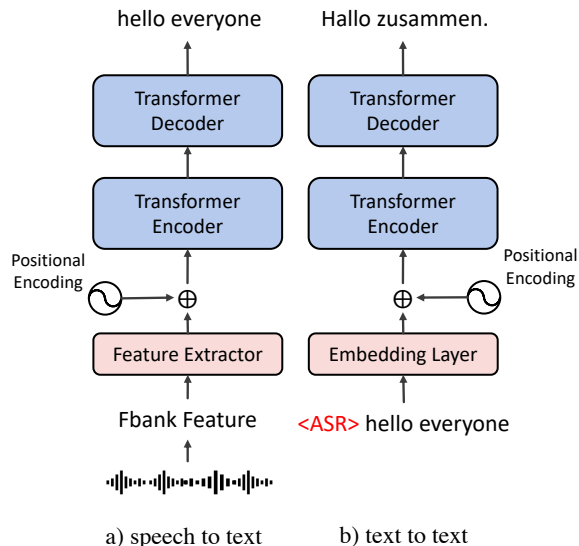 hello everyone
Hallo zusammen.
Transformer
Decoder
Transformer
Decoder
Transformer
Encoder
Transformer
Encoder
Positional
Encoding
Positional
Encoding
Feature Extractor
Embedding Layer
Fbank Feature
<ASR> hello everyone
a) speech to text
b) text to text